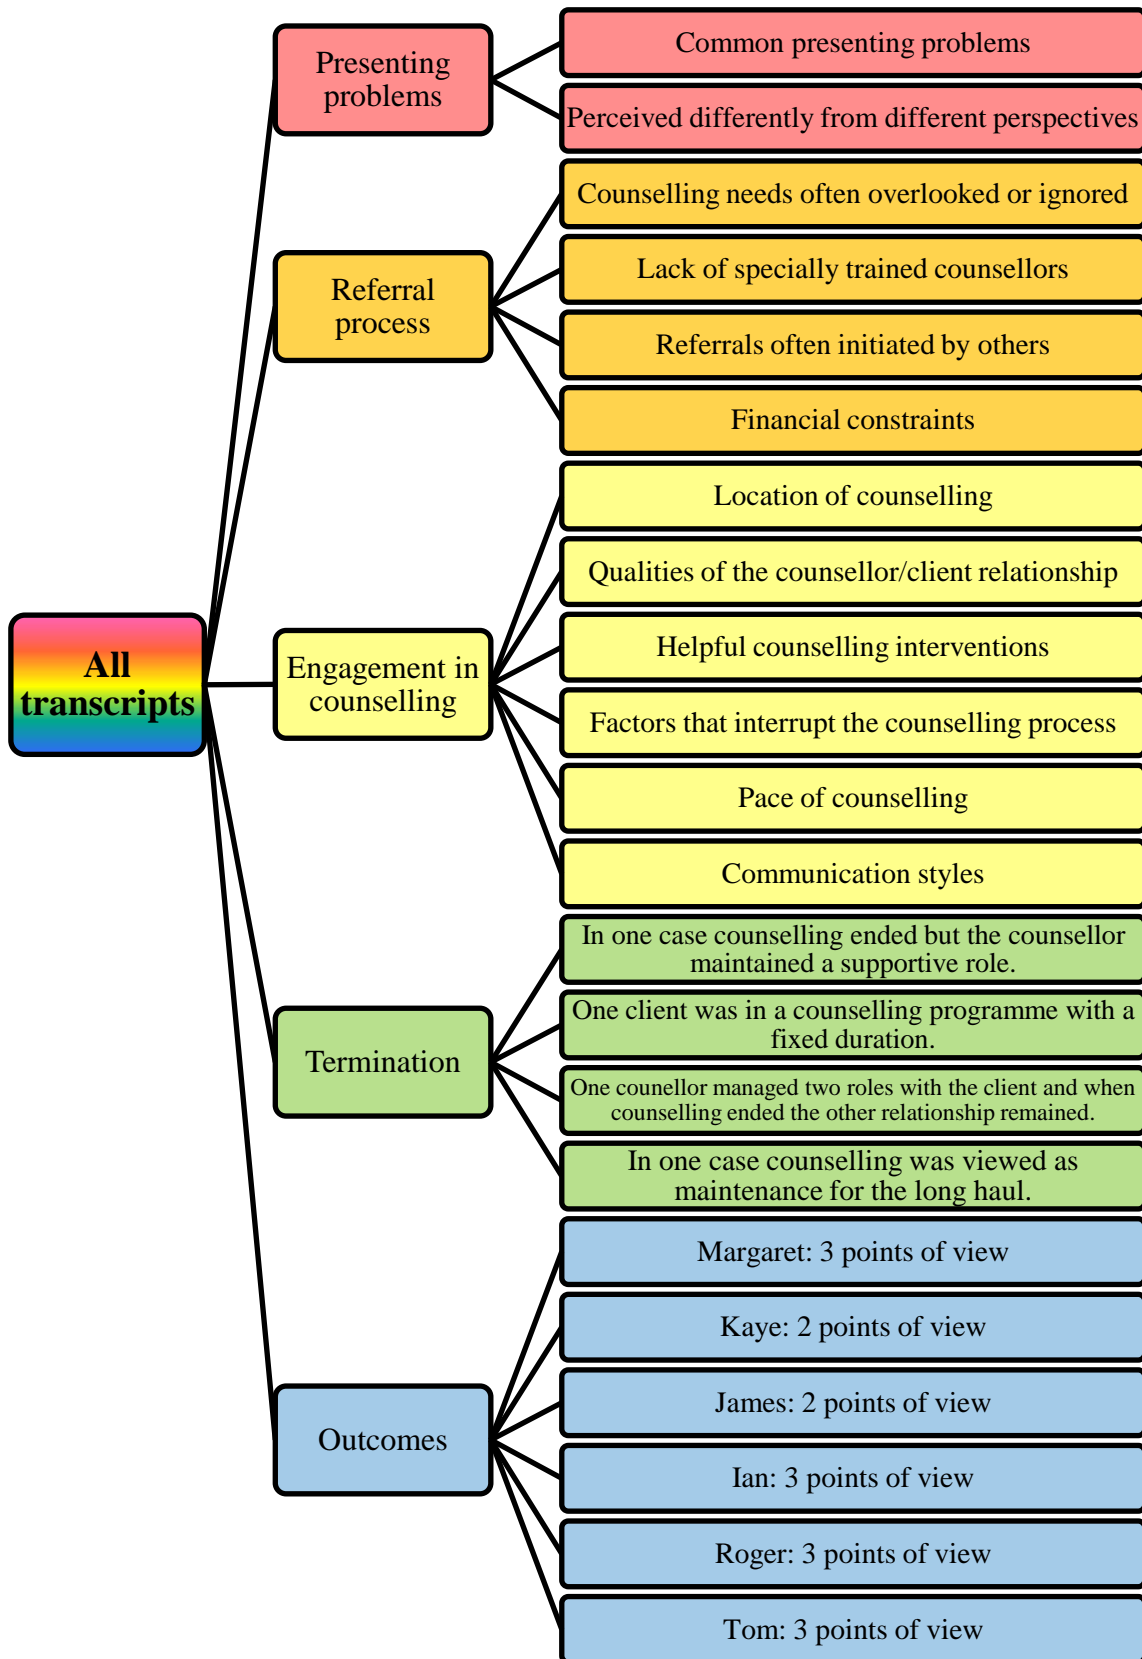 All
transcripts
Presenting
problems
Common presenting problems
Perceived differently from different perspectives
Referral
process
Counselling needs often overlooked or ignored
Lack of specially trained counsellors
Referrals often initiated by others
Financial constraints
Engagement in
counselling
Location of counselling
Qualities of the counsellor/client relationship
Helpful counselling interventions
Factors that interrupt the counselling process
Pace of counselling
Communication styles
Termination
In one case counselling ended but the counsellor
maintained a supportive role.
One client was in a counselling programme with a
fixed duration.
One counellor managed two roles with the client and when
counselling ended the other relationship remained.
In one case counselling was viewed as
maintenance for the long haul.
Outcomes
Margaret: 3 points of view
Kaye: 2 points of view
James: 2 points of view
Ian: 3 points of view
Roger: 3 points of view
Tom: 3 points of view